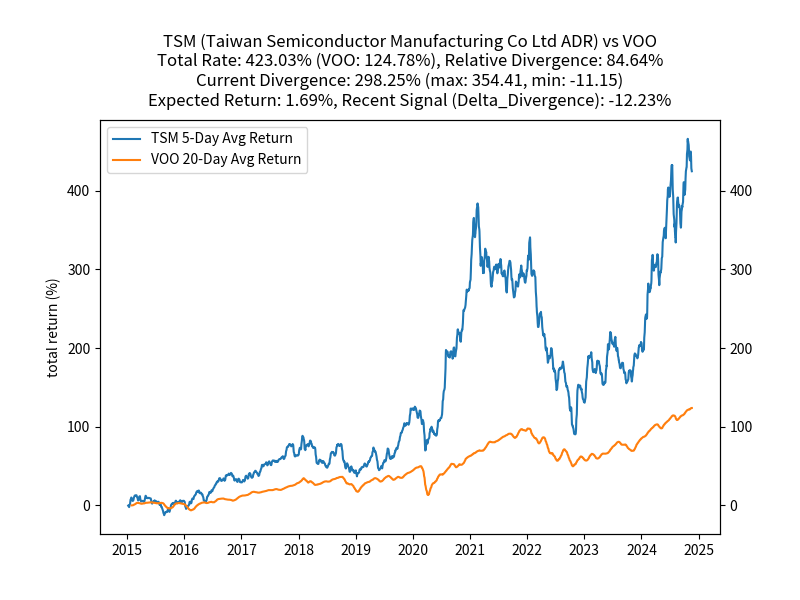 TSM (Taiwan Semiconductor Manufacturing Co Ltd ADR) vs VOO
Total Rate: 423.03% (VOO: 124.78%), Relative Divergence: 84.64%
Current Divergence: 298.25% (max: 354.41, min: -11.15)
Expected Return: 1.69%, Recent Signal (Delta_Divergence): -12.23%
TSM 5-Day Avg Return
VOO 20-Day Avg Return
total return (%)
400
300
200
100
0
400
300
200
100
0
2015 2016 2017 2018 2019 2020 2021 2022 2023 2024 2025